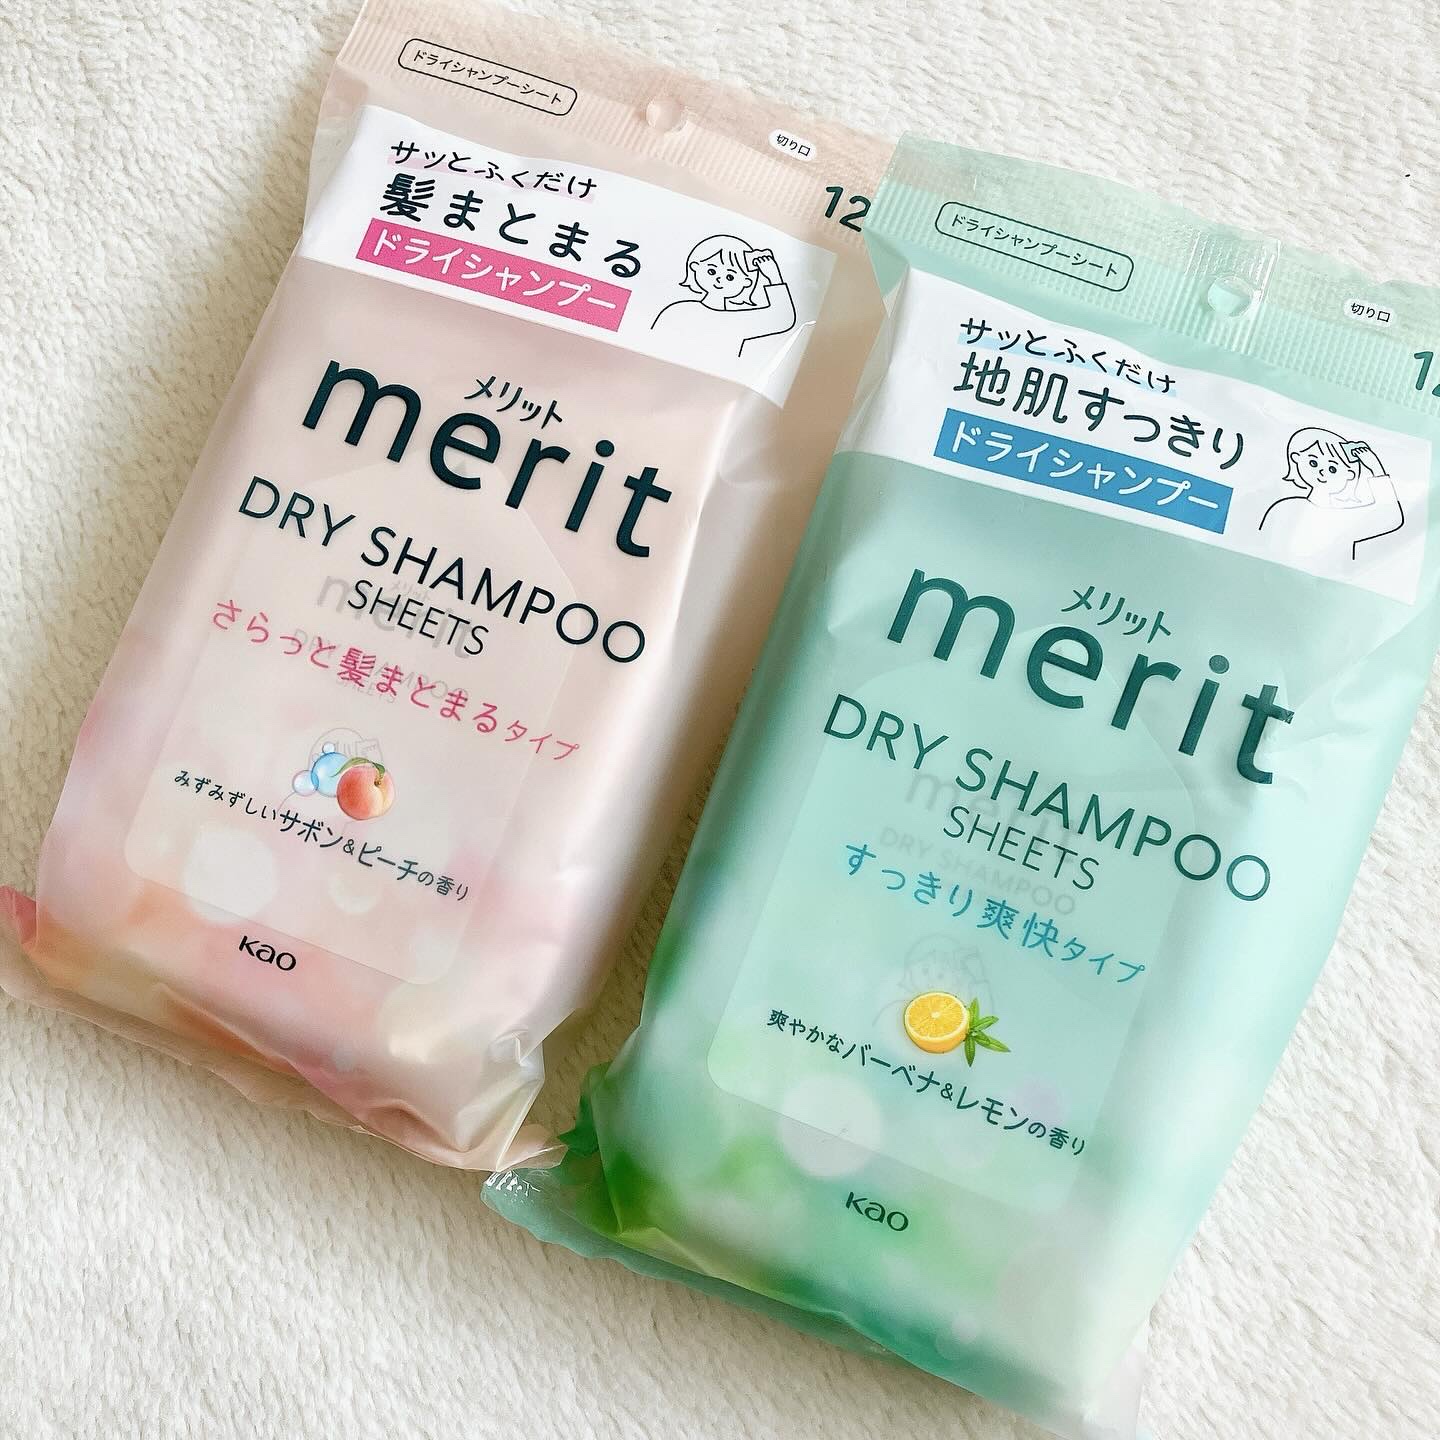 ドライシャンプーシート
切り口
12
サッとふくだけ
髪まとまる
ドライシャンプー
メリット
merit
DRY SHAMPOO
SHEETS
さらっと髪まとまるタイプ
みずみずしいサボン&ピーチの香り
Kao
ドライシャンプーシート
切り口
サッとふくだけ
地肌すっきり
ドライシャンプー
メリット
merit
DRY SHAMPOO
SHEETS
すっきり爽快タイプ
爽やかなバーベナ&レモンの香り
Kao